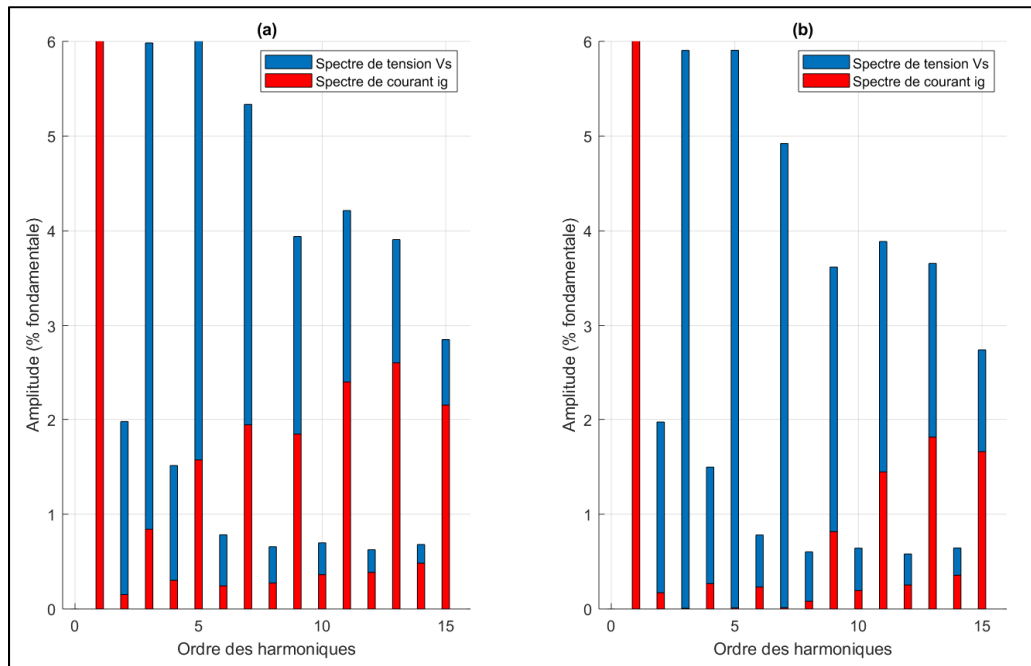 (a)
Spectre de tension Vs
Spectre de courant ig
6
5
4
3
2
1
0
0
5
10
15
Amplitude (% fondamentale)
Ordre des harmoniques
(b)
Spectre de tension Vs
Spectre de courant ig
6
5
4
3
2
1
0
0
5
10
15
Amplitude (% fondamentale)
Ordre des harmoniques